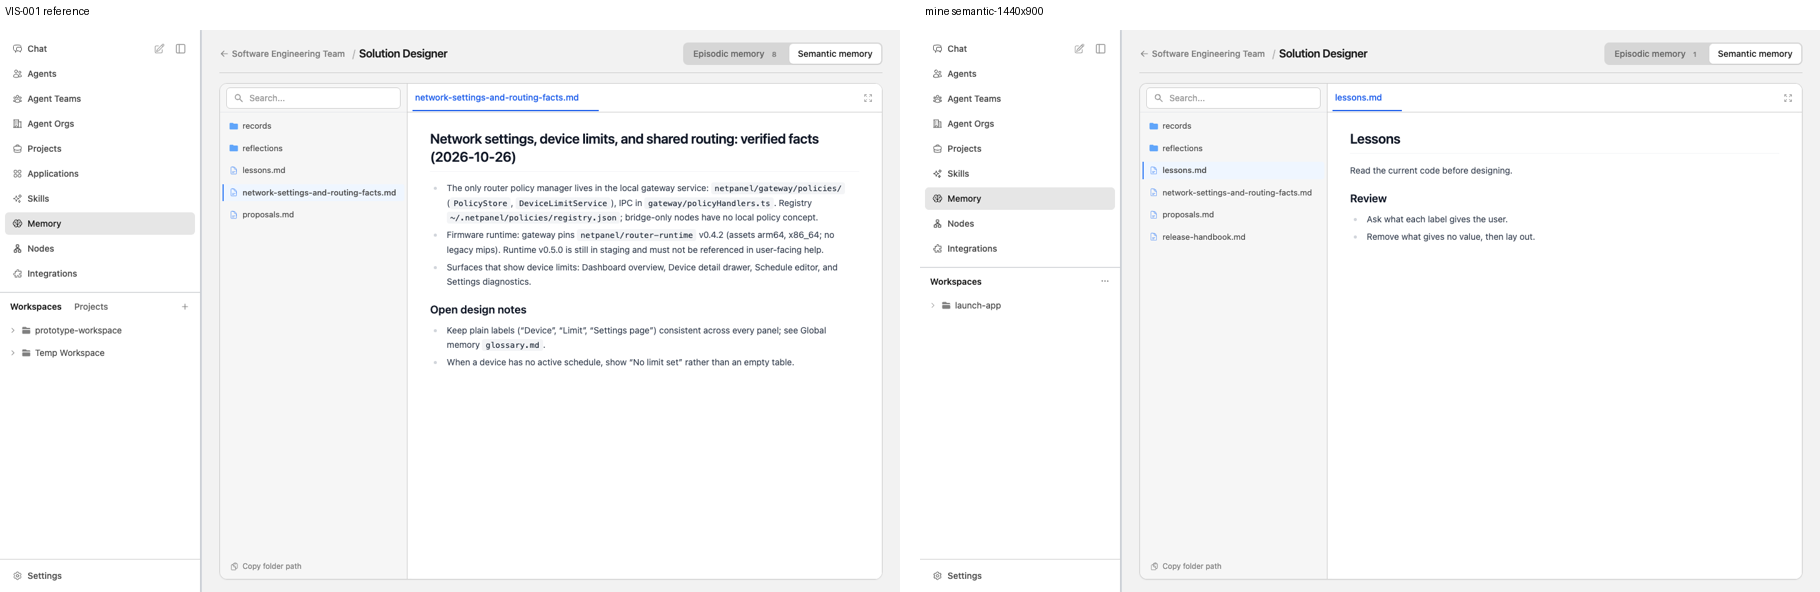 VIS-001 reference
Chat
Agents
Agent Teams
Agent Orgs
Projects
Applications
Skills
Memory
Nodes
Integrations
Workspaces Projects +
prototype-workspace
Temp Workspace
Settings
← Software Engineering Team / Solution Designer
Episodic memory 8 Semantic memory
Search...
records
reflections
lessons.md
network-settings-and-routing-facts.md
proposals.md
Copy folder path
network-settings-and-routing-facts.md
Network settings, device limits, and shared routing: verified facts
(2026-10-26)
• The only router policy manager lives in the local gateway service: netpanel/gateway/policies/
( PolicyStore , DeviceLimitService ), IPC in gateway/policyHandlers.ts . Registry
~/.netpanel/policies/registry.json ; bridge-only nodes have no local policy concept.
• Firmware runtime: gateway pins netpanel/router-runtime v0.4.2 (assets arm64, x86_64; no
legacy mips). Runtime v0.5.0 is still in staging and must not be referenced in user-facing help.
• Surfaces that show device limits: Dashboard overview, Device detail drawer, Schedule editor, and
Settings diagnostics.
Open design notes
• Keep plain labels (“Device”, “Limit”, “Settings page”) consistent across every panel; see Global
memory glossary.md .
• When a device has no active schedule, show “No limit set” rather than an empty table.
mine semantic-1440x900
Chat
Agents
Agent Teams
Agent Orgs
Projects
Skills
Memory
Nodes
Integrations
Workspaces ...
launch-app
Settings
← Software Engineering Team / Solution Designer
Episodic memory 1 Semantic memory
Search...
records
reflections
lessons.md
network-settings-and-routing-facts.md
proposals.md
release-handbook.md
Copy folder path
lessons.md
Lessons
Read the current code before designing.
Review
• Ask what each label gives the user.
• Remove what gives no value, then lay out.